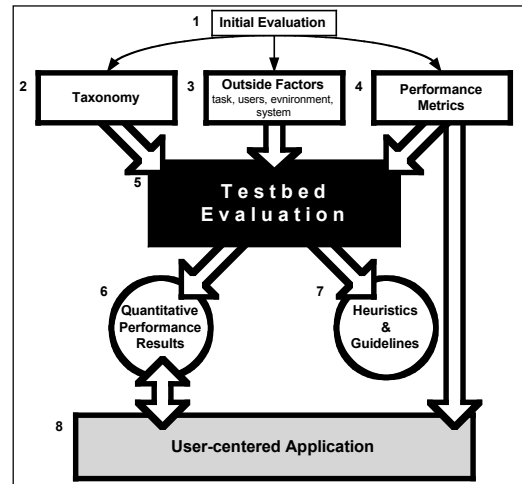 1 Initial Evaluation
2 Taxonomy
3 Outside Factors
task, users, evnironment,
system
4 Performance
Metrics
5 Testbed
Evaluation
6 Quantitative
Performance
Results
7 Heuristics
&
Guidelines
8 User-centered Application